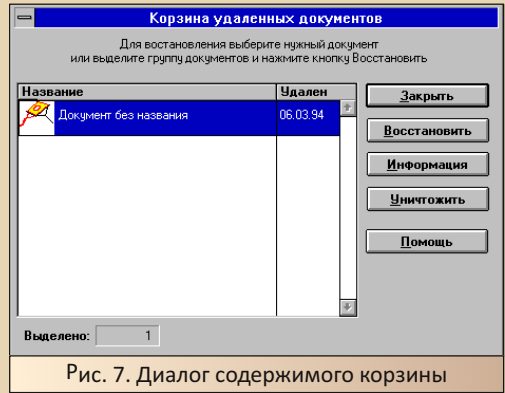 Корзина удаленных документов
Для востановления выберите нужный документ
или выделите группу документов и нажмите кнопку Восстановить
Название Удален
Документ без названия 06.03.94
Закрыть
Восстановить
Информация
Уничтожить
Помощь
Выделено: 1
Рис. 7. Диалог содержимого корзины